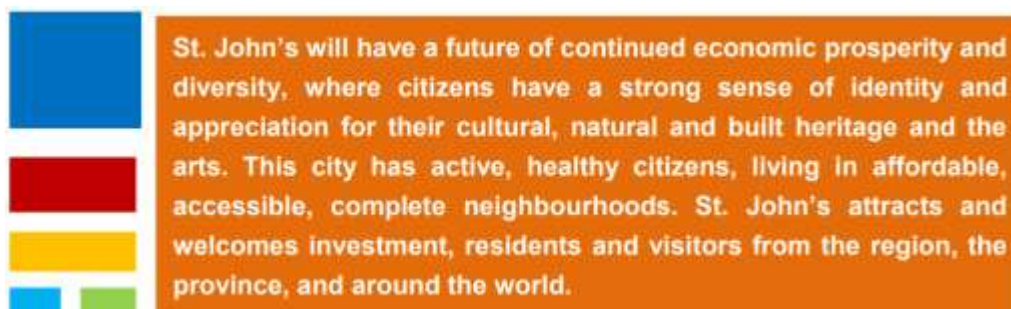 St. John's will have a future of continued economic prosperity and
diversity, where citizens have a strong sense of identity and
appreciation for their cultural, natural and built heritage and the
arts. This city has active, healthy citizens, living in affordable,
accessible, complete neighbourhoods. St. John's attracts and
welcomes investment, residents and visitors from the region, the
province, and around the world.